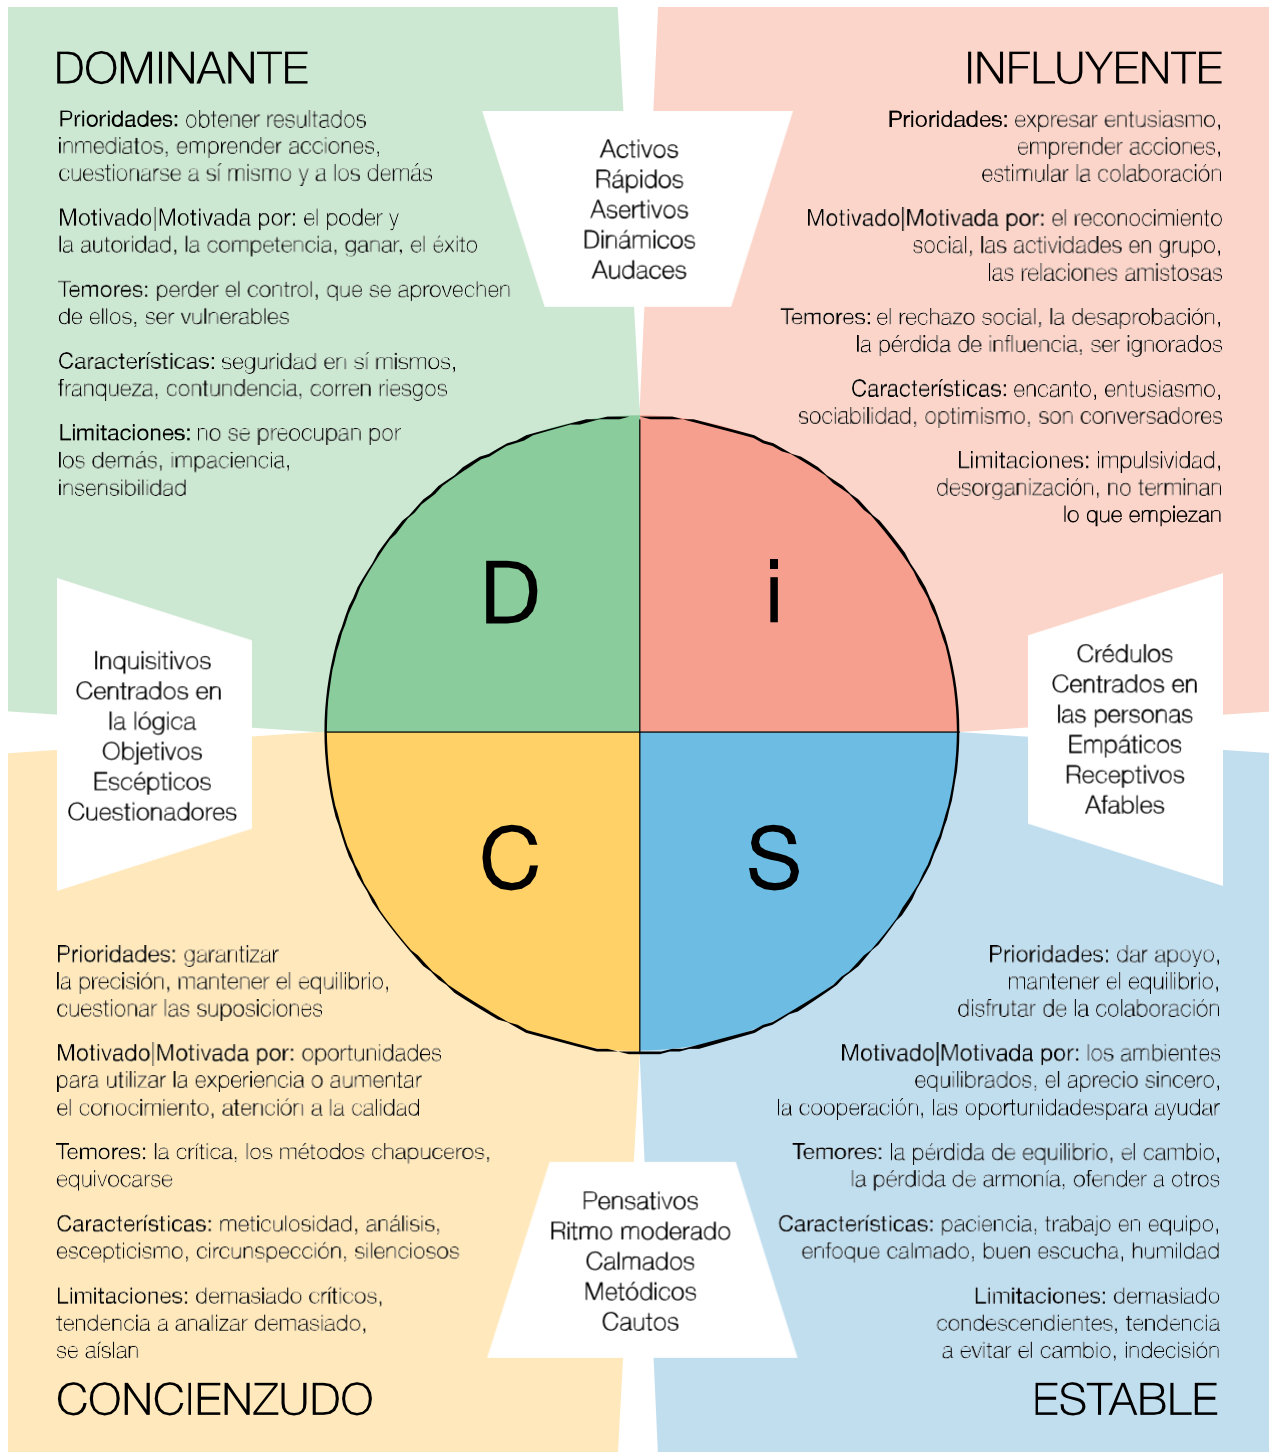 DOMINANTE
Prioridades: obtener resultados
inmediatos, emprender acciones,
cuestionarse a sí mismo y a los demás
Motivado|Motivada por: el poder y
la autoridad, la competencia, ganar, el éxito
Temores: perder el control, que se aprovechen
de ellos, ser vulnerables
Características: seguridad en sí mismos,
franqueza, contundencia, corren riesgos
Limitaciones: no se preocupan por
los demás, impaciencia,
insensibilidad
Activos
Rápidos
Asertivos
Dinámicos
Audaces
INFLUYENTE
Prioridades: expresar entusiasmo,
emprender acciones,
estimular la colaboración
Motivado|Motivada por: el reconocimiento
social, las actividades en grupo,
las relaciones amistosas
Temores: el rechazo social, la desaprobación,
la pérdida de influencia, ser ignorados
Características: encanto, entusiasmo,
sociabilidad, optimismo, son conversadores
Limitaciones: impulsividad,
desorganización, no terminan
lo que empiezan
D
i
Inquisitivos
Centrados en
la lógica
Objetivos
Escépticos
Cuestionadores
Crédulos
Centrados en
las personas
Empáticos
Receptivos
Afables
C
S
Prioridades: garantizar
la precisión, mantener el equilibrio,
cuestionar las suposiciones
Motivado|Motivada por: oportunidades
para utilizar la experiencia o aumentar
el conocimiento, atención a la calidad
Temores: la crítica, los métodos chapuceros,
equivocarse
Características: meticulosidad, análisis,
escepticismo, circunspección, silenciosos
Limitaciones: demasiado críticos,
tendencia a analizar demasiado,
se aíslan
CONCIENZUDO
Pensativos
Ritmo moderado
Calmados
Metódicos
Cautos
Prioridades: dar apoyo,
mantener el equilibrio,
disfrutar de la colaboración
Motivado|Motivada por: los ambientes
equilibrados, el aprecio sincero,
la cooperación, las oportunidadespara ayudar
Temores: la pérdida de equilibrio, el cambio,
la pérdida de armonía, ofender a otros
Características: paciencia, trabajo en equipo,
enfoque calmado, buen escucha, humildad
Limitaciones: demasiado
condescendientes, tendencia
a evitar el cambio, indecisión
ESTABLE